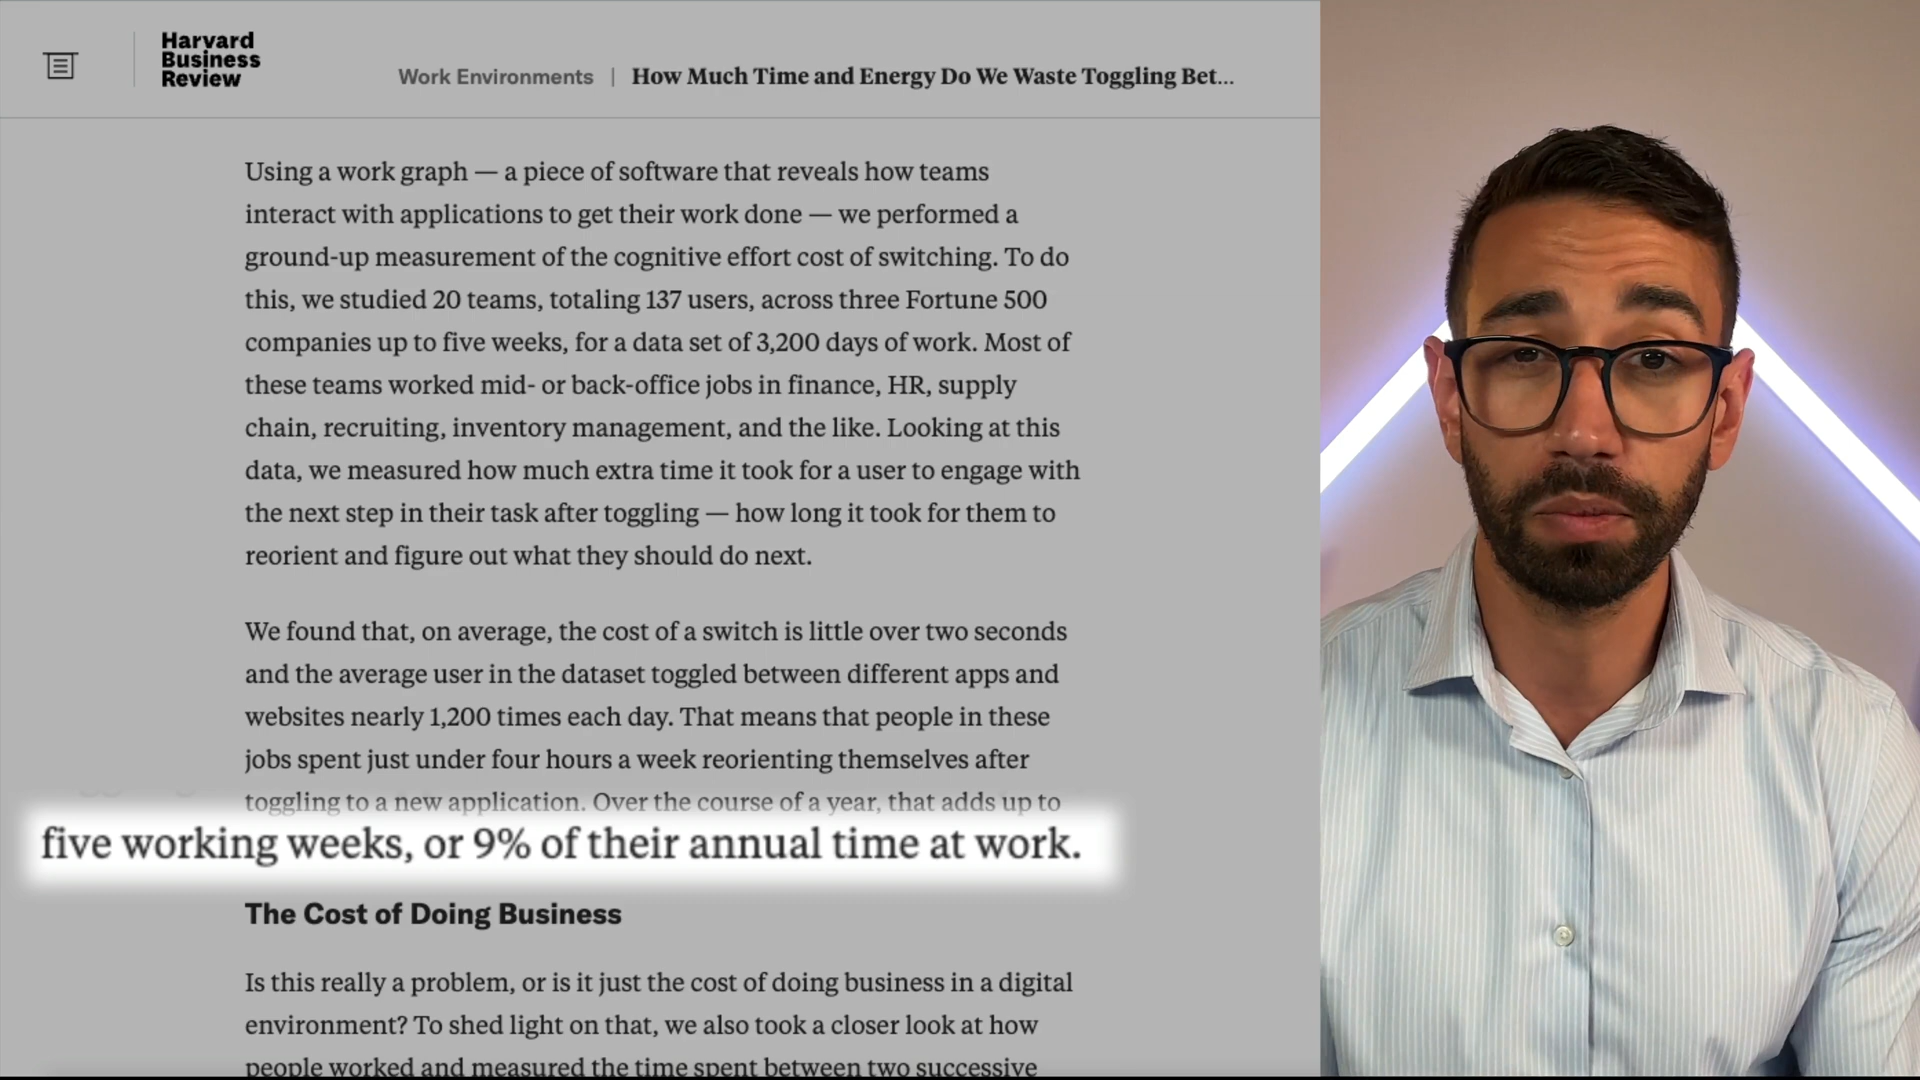 Harvard
Business
Review
Work Environments | How Much Time and Energy Do We Waste Toggling Bet...
Using a work graph — a piece of software that reveals how teams
interact with applications to get their work done — we performed a
ground-up measurement of the cognitive effort cost of switching. To do
this, we studied 20 teams, totaling 137 users, across three Fortune 500
companies up to five weeks, for a data set of 3,200 days of work. Most of
these teams worked mid- or back-office jobs in finance, HR, supply
chain, recruiting, inventory management, and the like. Looking at this
data, we measured how much extra time it took for a user to engage with
the next step in their task after toggling — how long it took for them to
reorient and figure out what they should do next.
We found that, on average, the cost of a switch is little over two seconds
and the average user in the dataset toggled between different apps and
websites nearly 1,200 times each day. That means that people in these
jobs spent just under four hours a week reorienting themselves after
toggling to a new application. Over the course of a year, that adds up to
five working weeks, or 9% of their annual time at work.
The Cost of Doing Business
Is this really a problem, or is it just the cost of doing business in a digital
environment? To shed light on that, we also took a closer look at how
people worked and measured the time spent between two successive